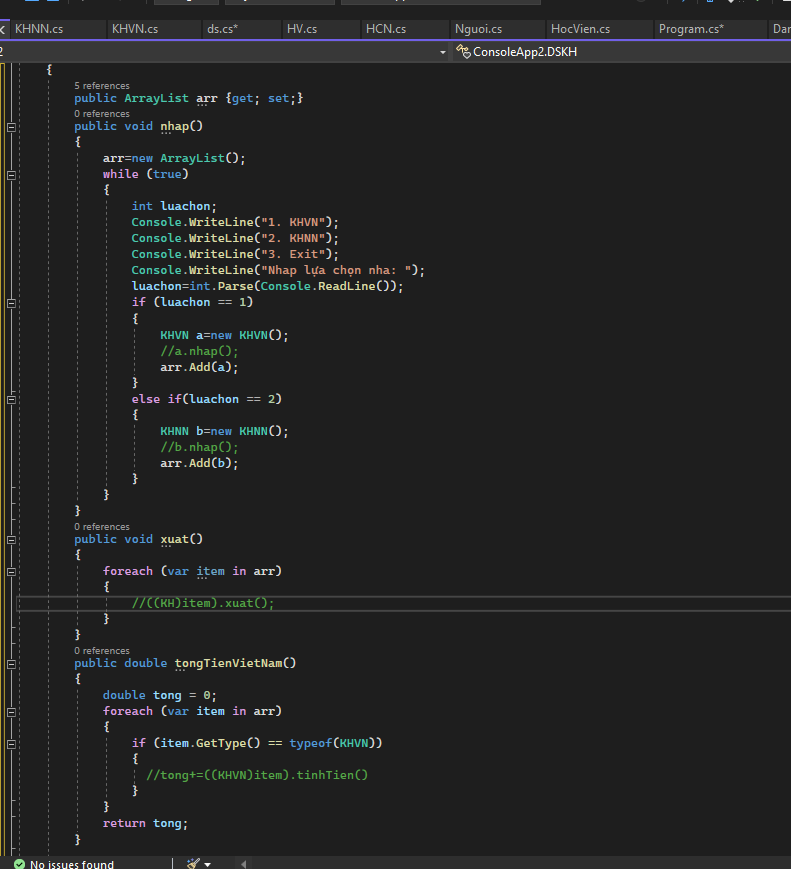 KHNN.cs KHVN.cs ds.cs* HV.cs HCN.cs Nguoi.cs HocVien.cs Program.cs*
ConsoleApp2.DSKH
{
5 references
public ArrayList arr {get; set;}
0 references
public void nhap()
{
arr=new ArrayList();
while (true)
{
int luachon;
Console.WriteLine("1. KHVN");
Console.WriteLine("2. KHNN");
Console.WriteLine("3. Exit");
Console.WriteLine("Nhap lựa chọn nha: ");
luachon=int.Parse(Console.ReadLine());
if (luachon == 1)
{
KHVN a=new KHVN();
//a.nhap();
arr.Add(a);
}
else if(luachon == 2)
{
KHNN b=new KHNN();
//b.nhap();
arr.Add(b);
}
}
}
0 references
public void xuat()
{
foreach (var item in arr)
{
//((KH)item).xuat();
}
}
0 references
public double tongTienVietNam()
{
double tong = 0;
foreach (var item in arr)
{
if (item.GetType() == typeof(KHVN))
{
//tong+=((KHVN)item).tinhTien()
}
}
return tong;
}
No issues found